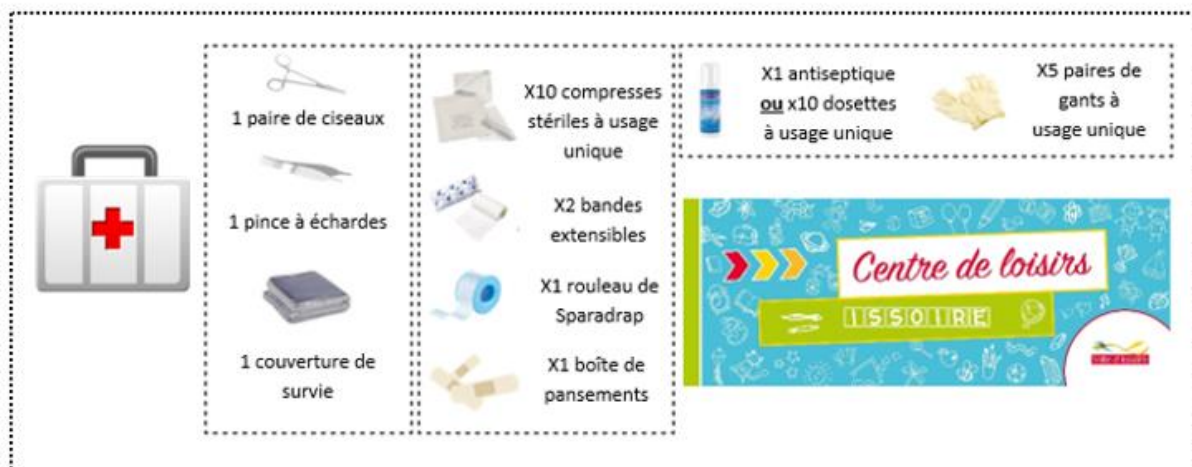 1 paire de ciseaux
1 pince à échardes
1 couverture de
survie
X10 compresses
stériles à usage
unique
X2 bandes
extensibles
X1 rouleau de
Sparadrap
X1 boîte de
pansements
X1 antiseptique
ou x10 dosettes
à usage unique
X5 paires de
gants à
usage unique
Centre de loisirs
ISSOIRE
Ville d'Issoire